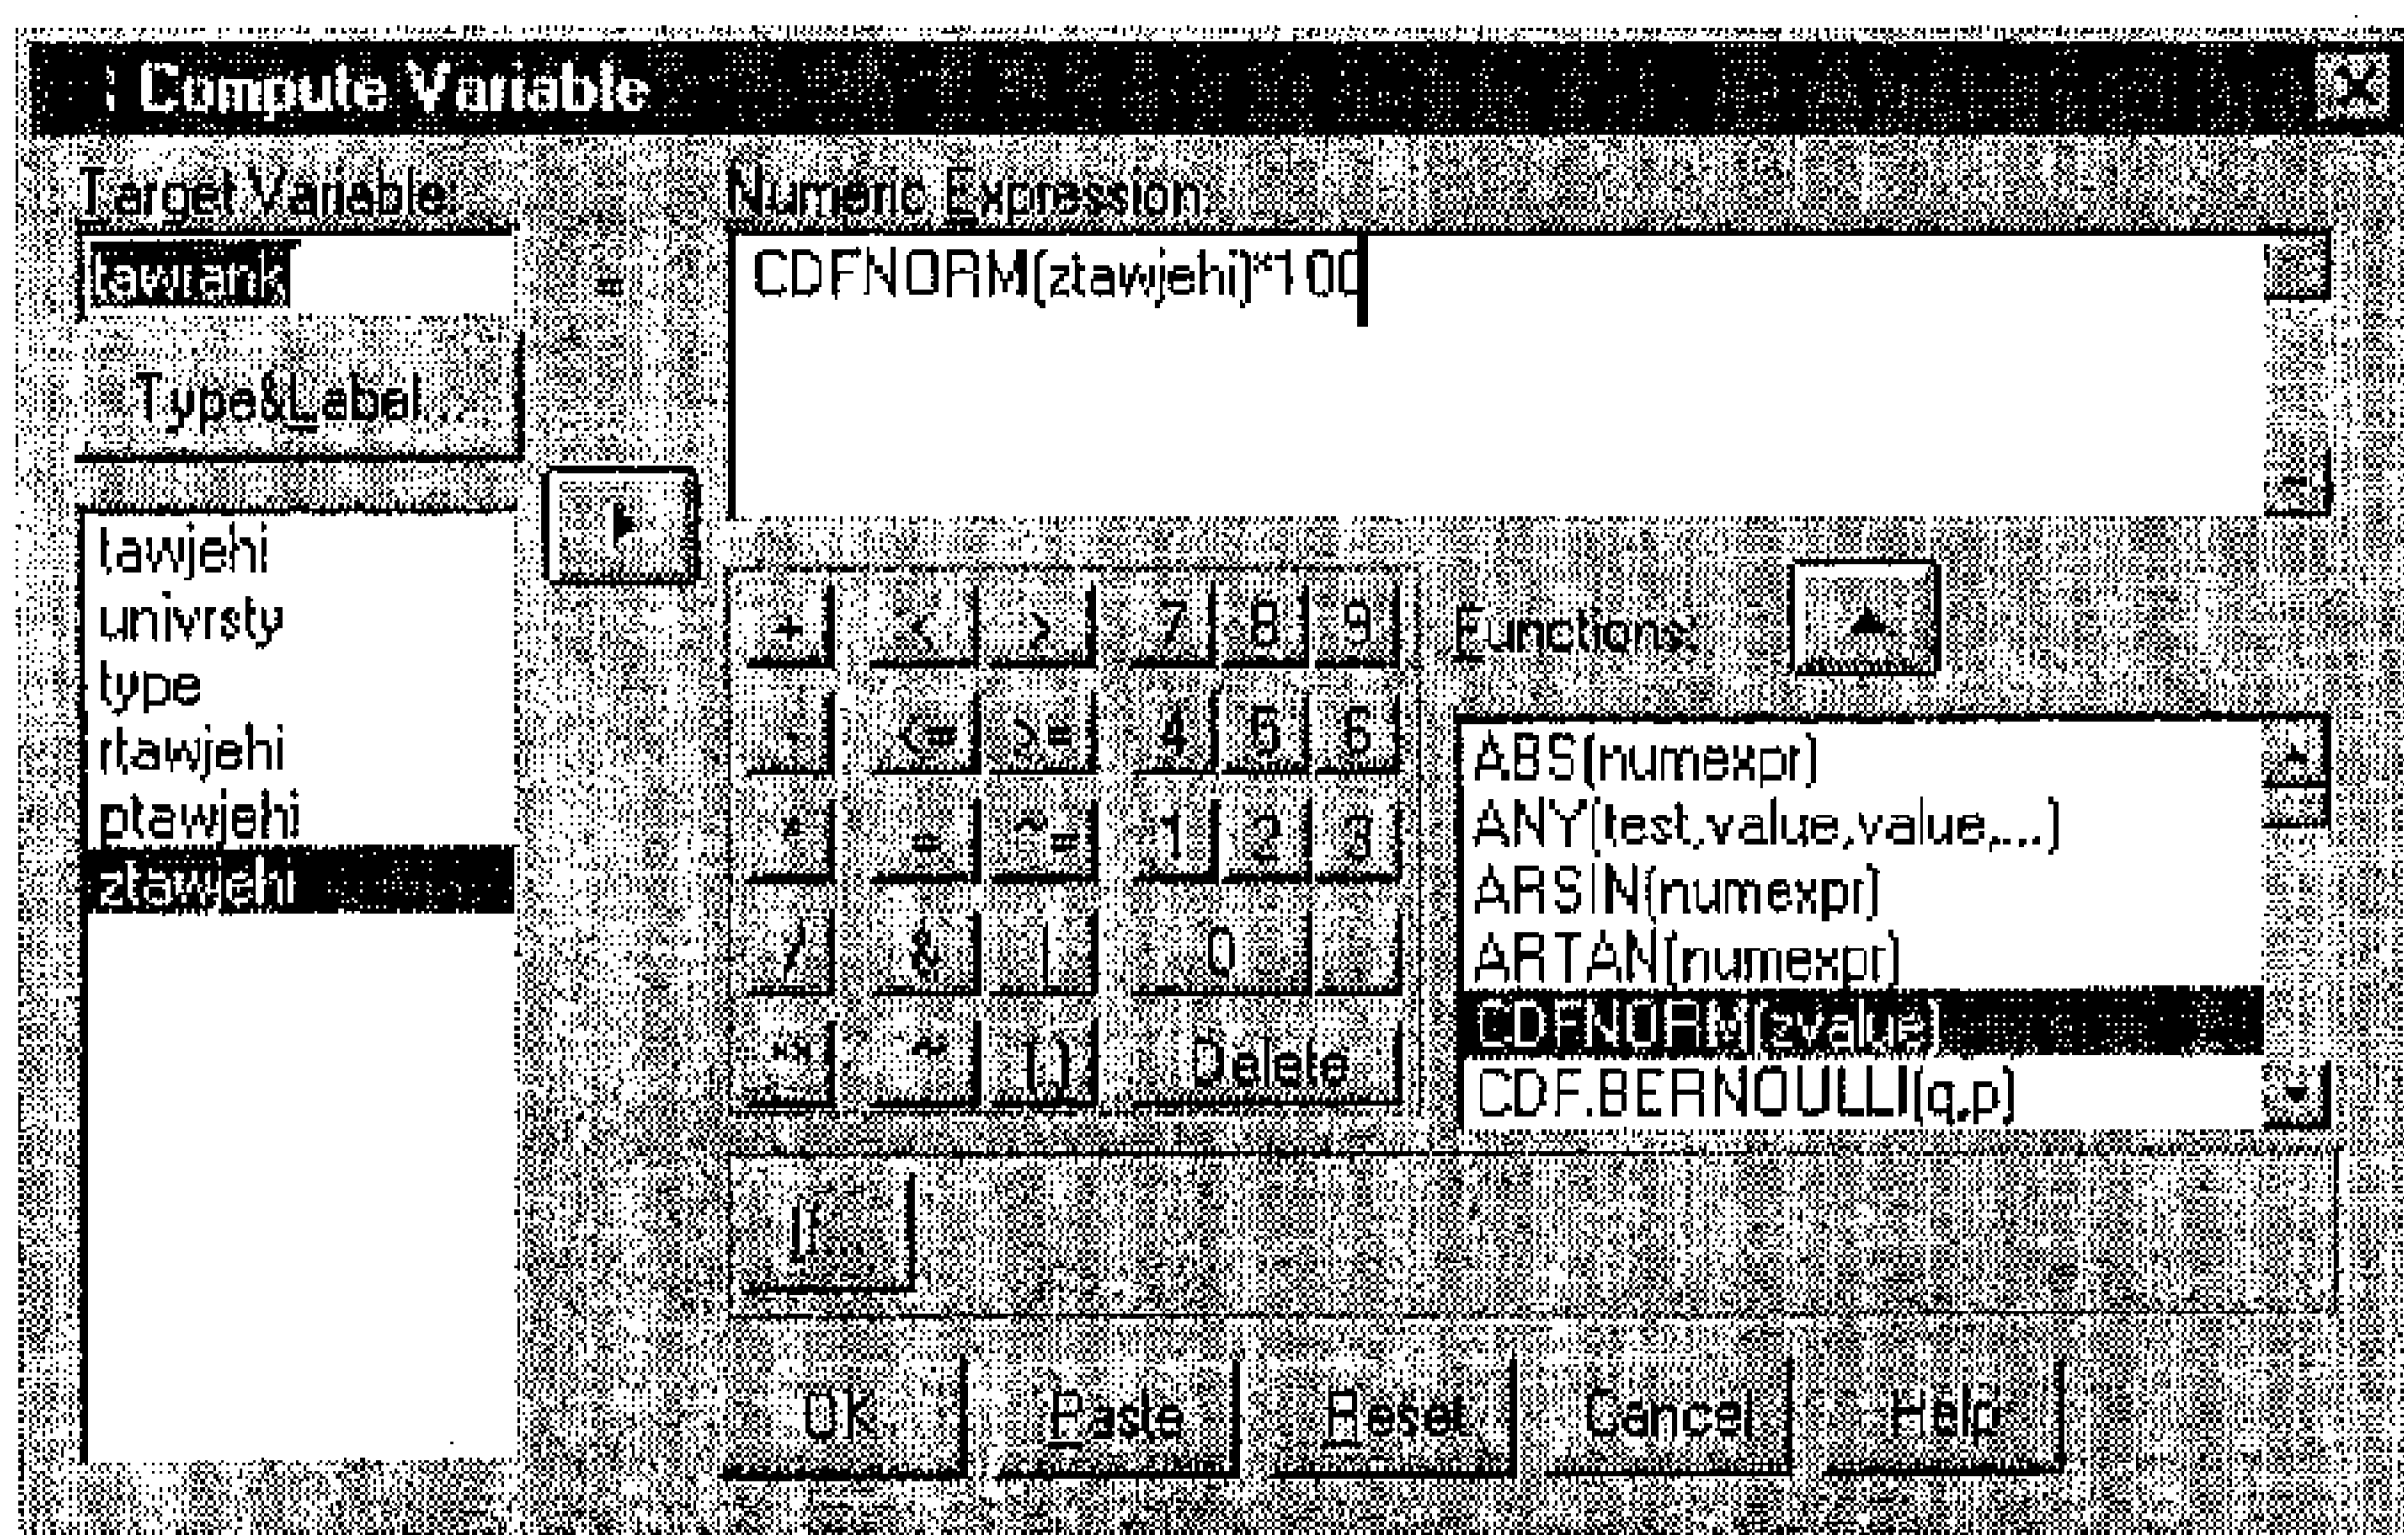 Compute Variable
Target Variable:
tawrank
=
Numeric Expression:
CDFNORM(ztawjehi)*100
Type&Label...
tawjehi
univrsty
type
rtawjehi
ptawjehi
ztawjehi
+ < > 7 8 9
- <= >= 4 5 6
* = ~= 1 2 3
/ & | 0 .
** ~ () Delete
Functions:
ABS(numexpr)
ANY(test,value,value,...)
ARSIN(numexpr)
ARTAN(numexpr)
CDFNORM(zvalue)
CDF.BERNOULLI(q,p)
If...
OK Paste Reset Cancel Help